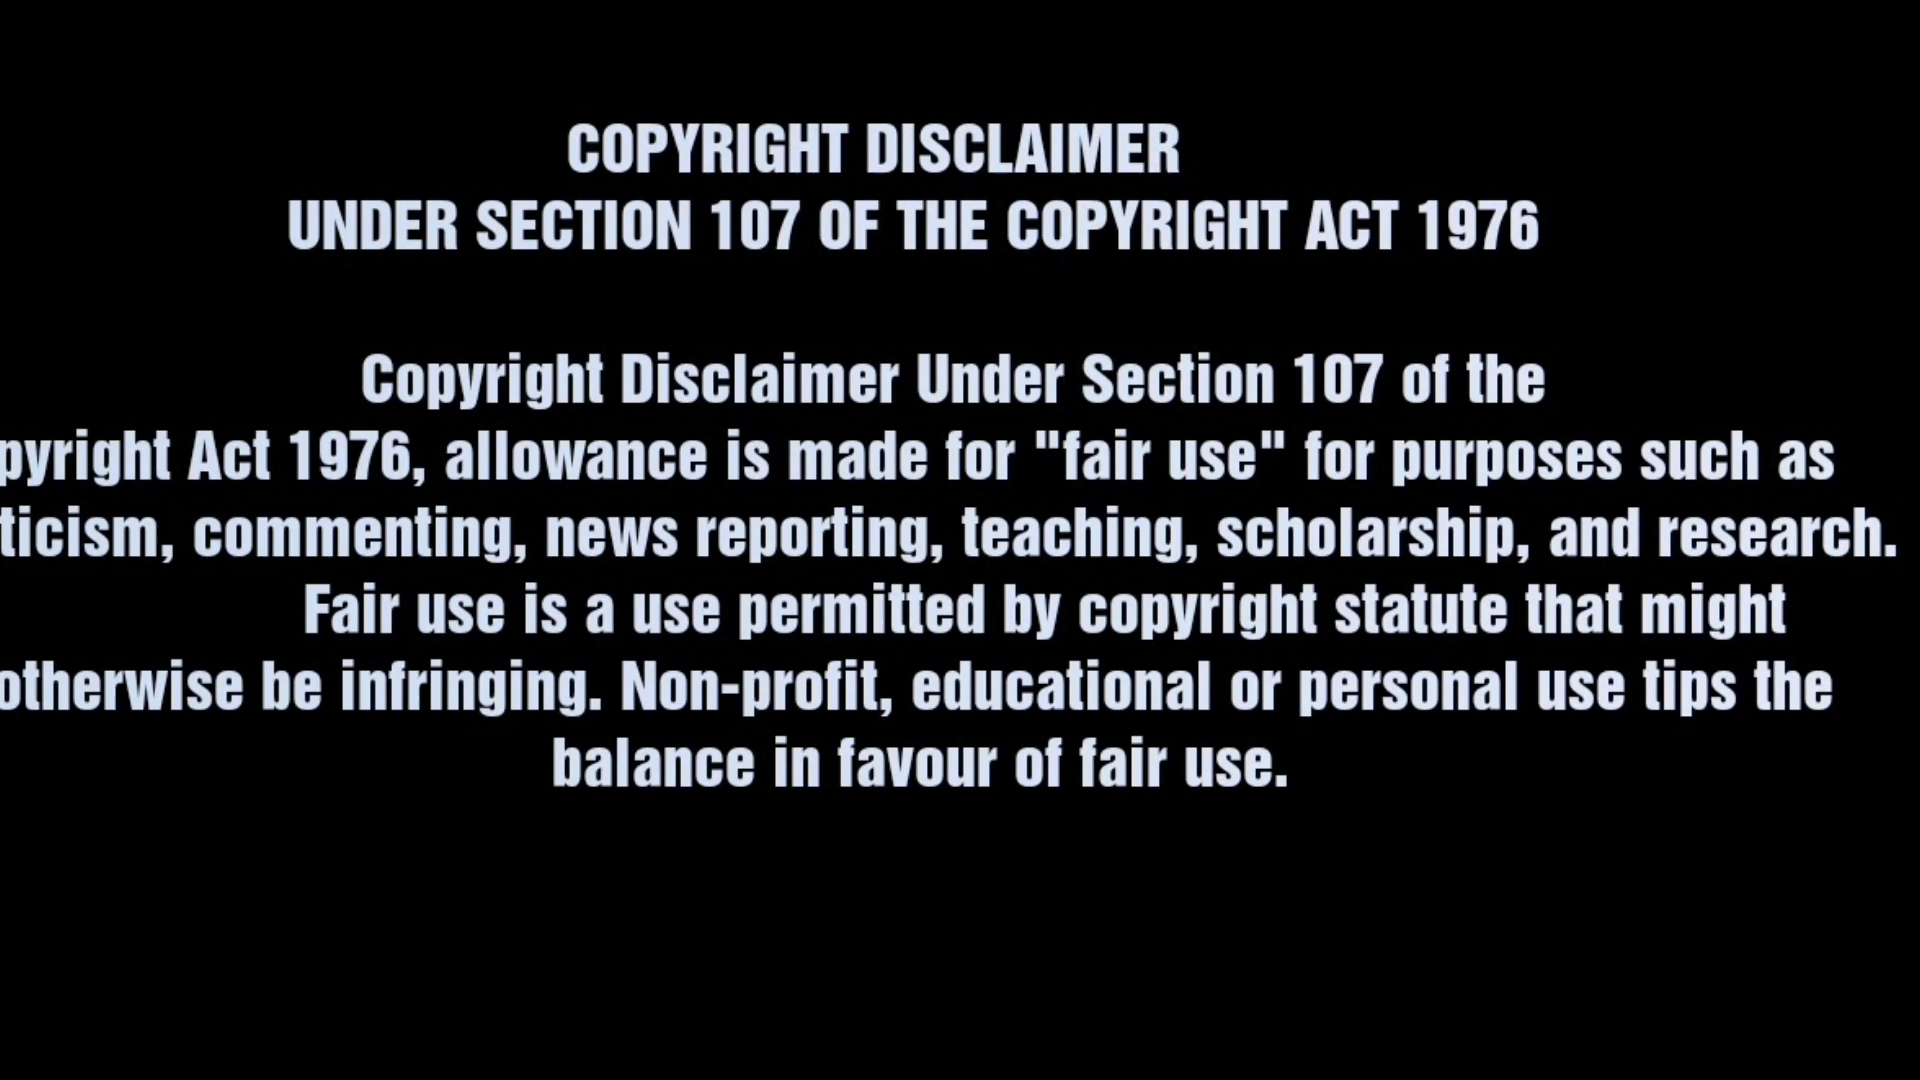 COPYRIGHT DISCLAIMER
UNDER SECTION 107 OF THE COPYRIGHT ACT 1976
Copyright Disclaimer Under Section 107 of the
pyright Act 1976, allowance is made for "fair use" for purposes such as
ticism, commenting, news reporting, teaching, scholarship, and research.
Fair use is a use permitted by copyright statute that might
otherwise be infringing. Non-profit, educational or personal use tips the
balance in favour of fair use.